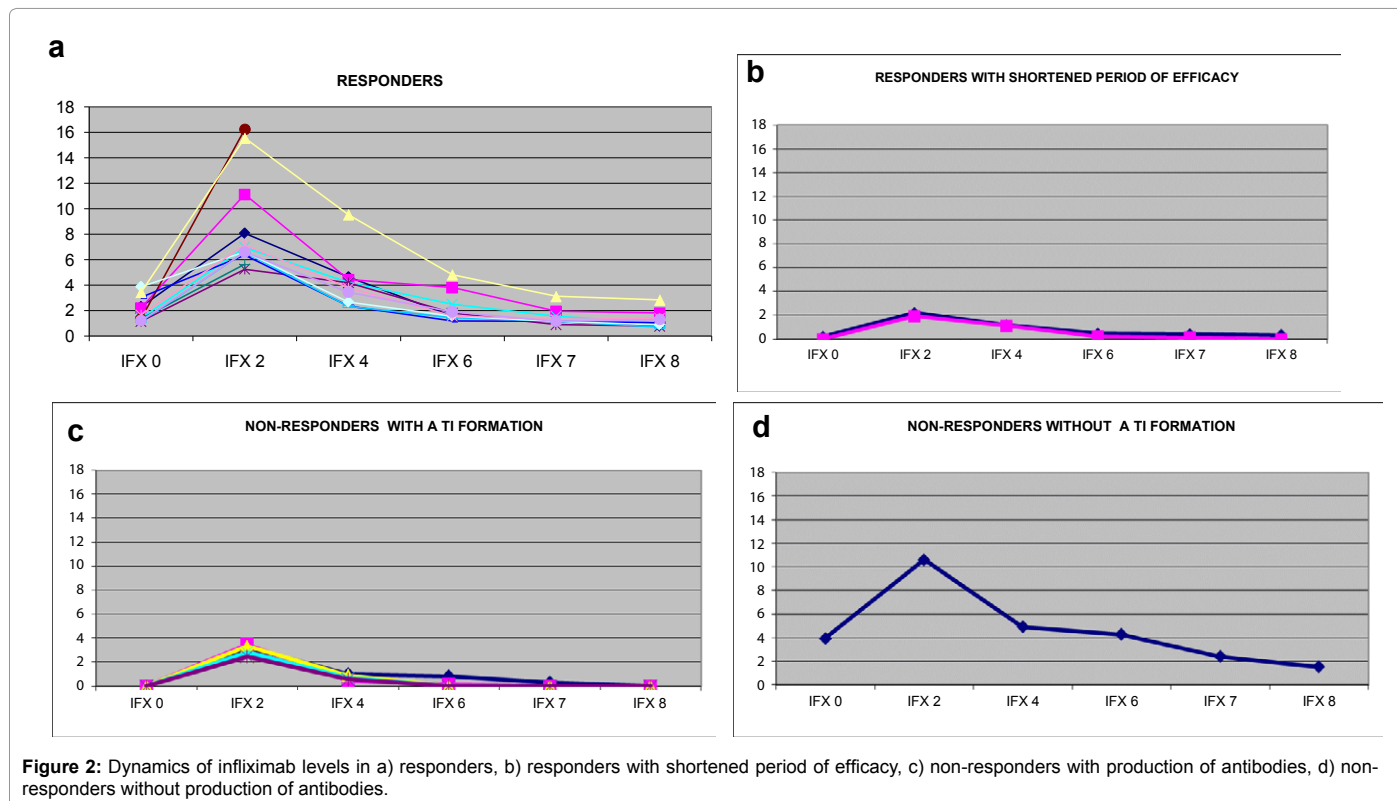 a
RESPONDERS
18
16
14
12
10
8
6
4
2
0
IFX 0 IFX 2 IFX 4 IFX 6 IFX 7 IFX 8
b
RESPONDERS WITH SHORTENED PERIOD OF EFFICACY
18
16
14
12
10
8
6
4
2
0
IFX 0 IFX 2 IFX 4 IFX 6 IFX 7 IFX 8
c
NON-RESPONDERS WITH A TI FORMATION
18
16
14
12
10
8
6
4
2
0
IFX 0 IFX 2 IFX 4 IFX 6 IFX 7 IFX 8
d
NON-RESPONDERS WITHOUT A TI FORMATION
18
16
14
12
10
8
6
4
2
0
IFX 0 IFX 2 IFX 4 IFX 6 IFX 7 IFX 8
Figure 2: Dynamics of infliximab levels in a) responders, b) responders with shortened period of efficacy, c) non-responders with production of antibodies, d) non-
responders without production of antibodies.